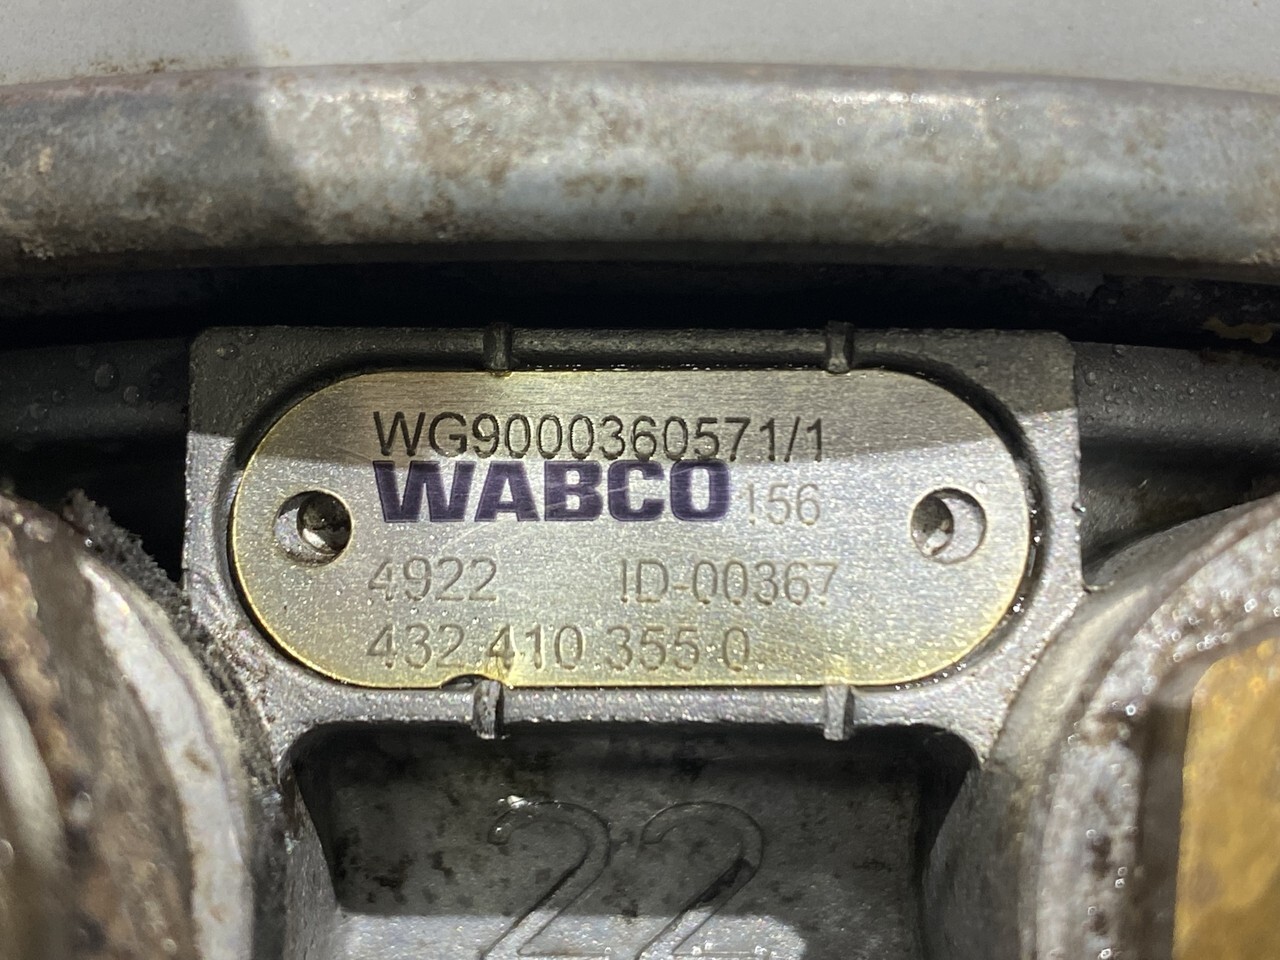 WG9000360571/1
WABCO !56
4922 ID-00367
432 410 355 0
22